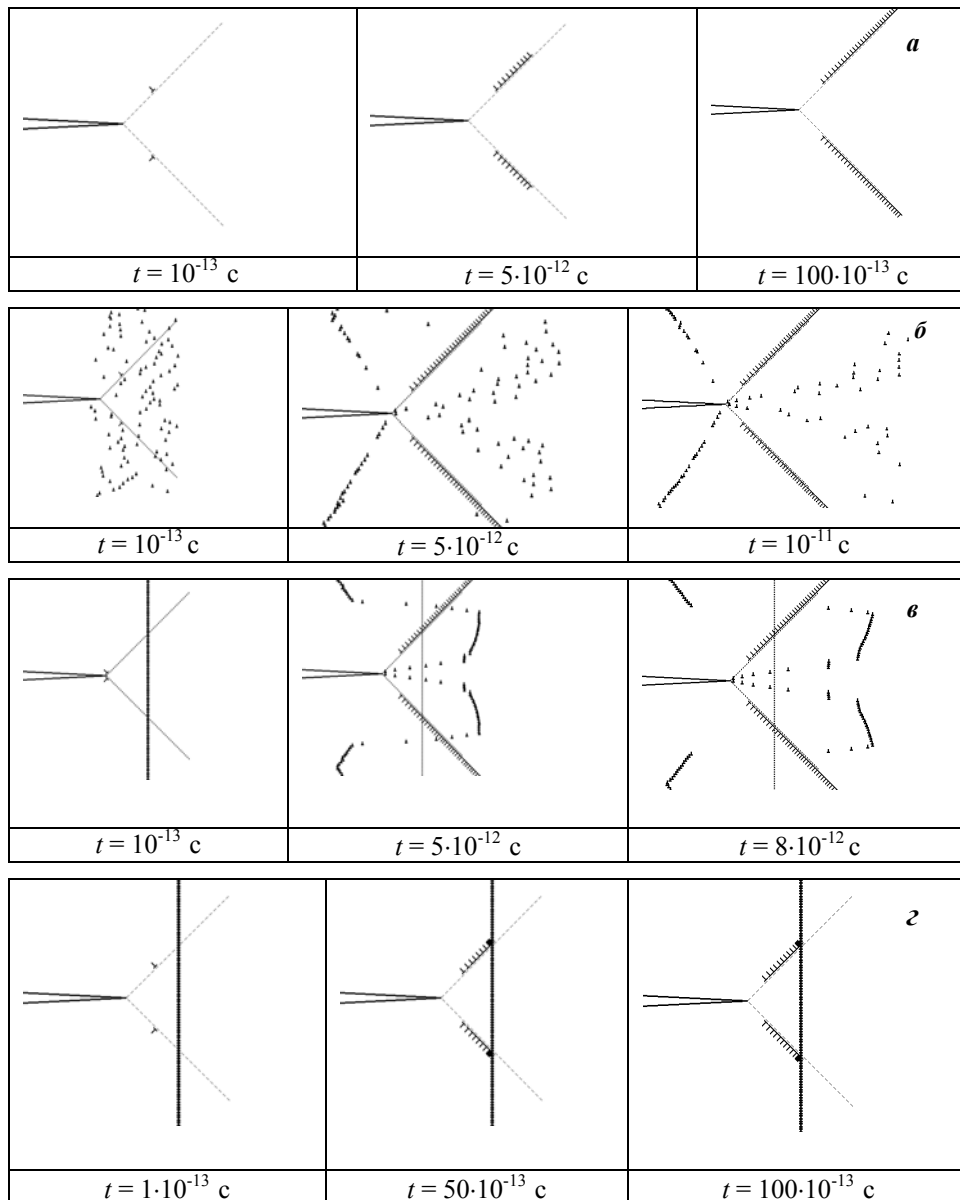 а
t = 10⁻¹³ с t = 5·10⁻¹² с t = 100·10⁻¹³ с
б
t = 10⁻¹³ с t = 5·10⁻¹² с t = 10⁻¹¹ с
в
t = 10⁻¹³ с t = 5·10⁻¹² с t = 8·10⁻¹² с
г
t = 1·10⁻¹³ с t = 50·10⁻¹³ с t = 100·10⁻¹³ с